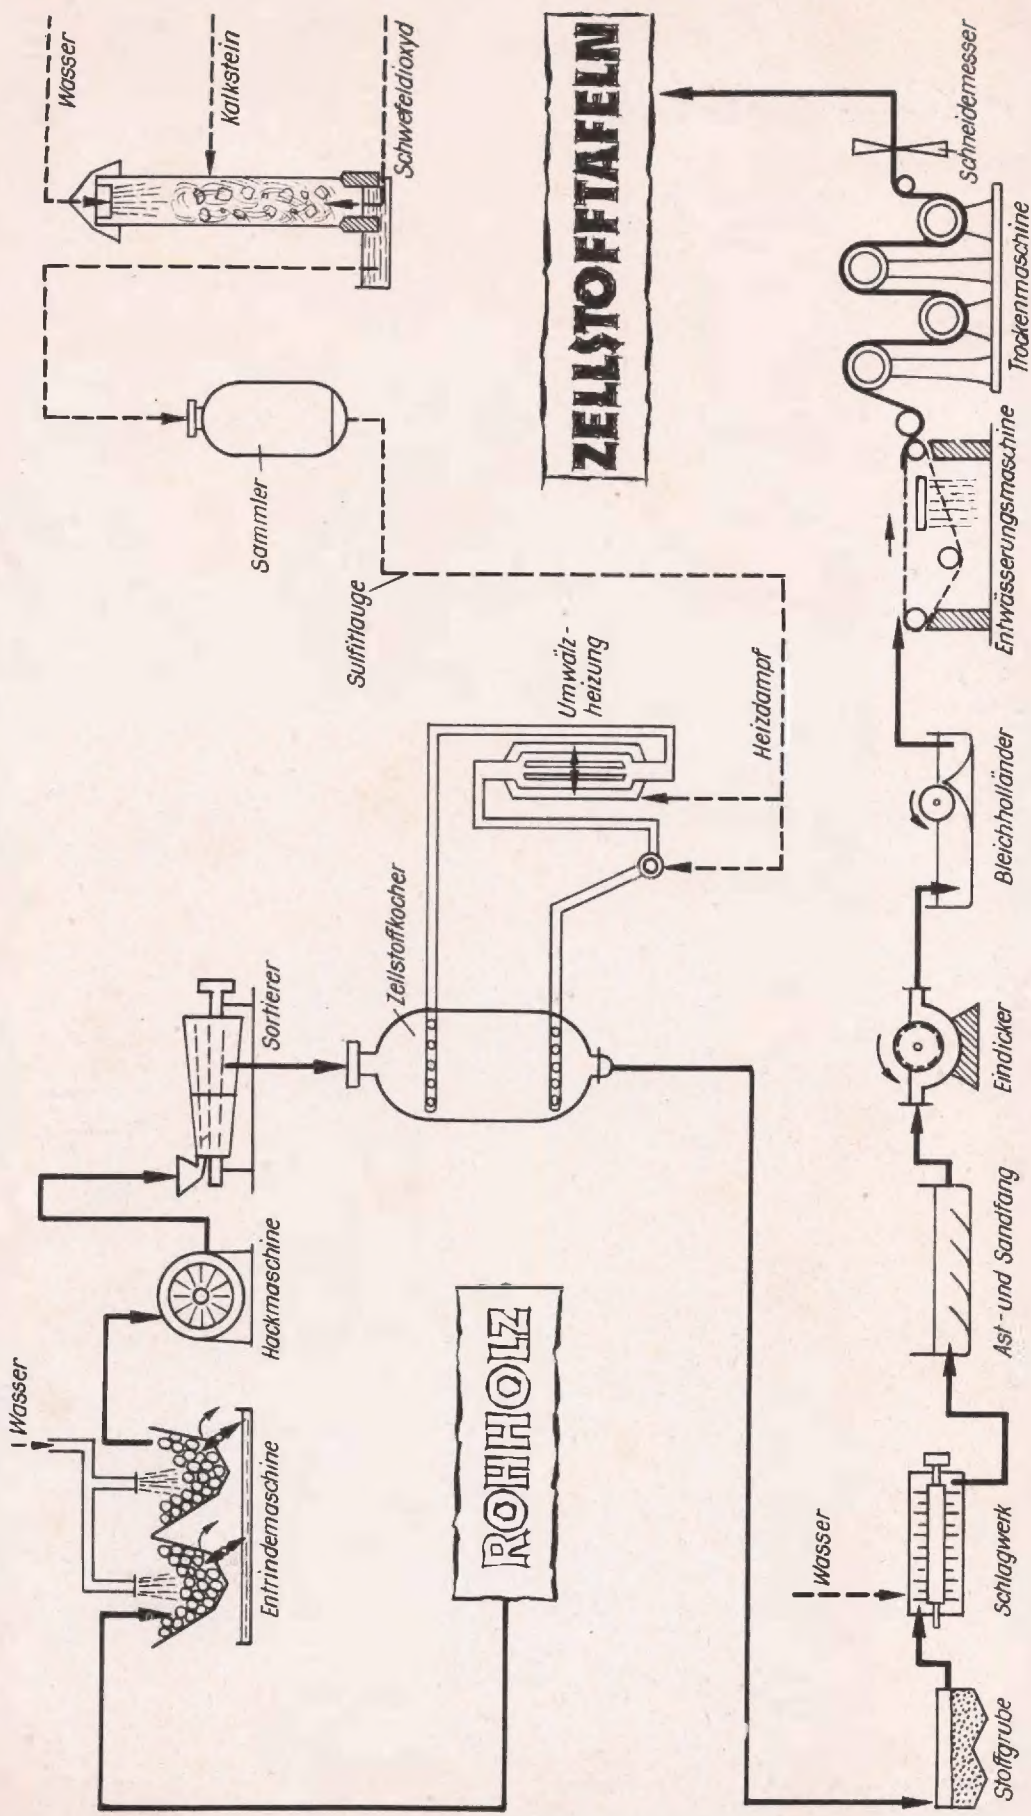 Wasser
Entrindemaschine
Hackmaschine
Sortierer
Wasser
Kalkstein
Schwefeldioxyd
Sammler
Sulfitlauge
Zellstoffkocher
Umwälz-
heizung
Heizdampf
ROHHOLZ
ZELLSTOFFTAFELN
Wasser
Stoffgrube
Schlagwerk
Ast- und Sandfang
Eindicker
Bleichholländer
Entwässerungsmaschine
Trockenmaschine
Schneidemesser